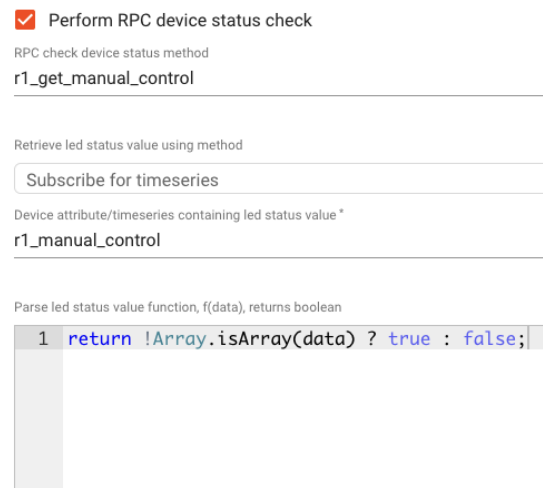 Perform RPC device status check
RPC check device status method
r1_get_manual_control
Retrieve led status value using method
Subscribe for timeseries
Device attribute/timeseries containing led status value *
r1_manual_control
Parse led status value function, f(data), returns boolean
1 return !Array.isArray(data) ? true : false;